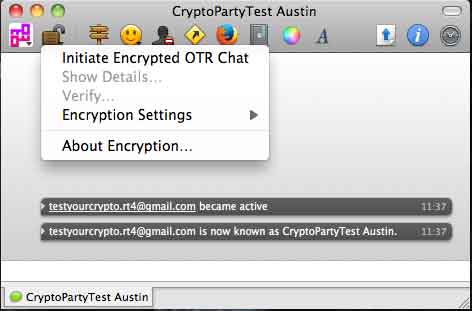 CryptoPartyTest Austin
Initiate Encrypted OTR Chat
Show Details...
Verify...
Encryption Settings
About Encryption...
testyourcrypto.rt4@gmail.com became active 11:37
testyourcrypto.rt4@gmail.com is now known as CryptoPartyTest Austin. 11:37
CryptoPartyTest Austin